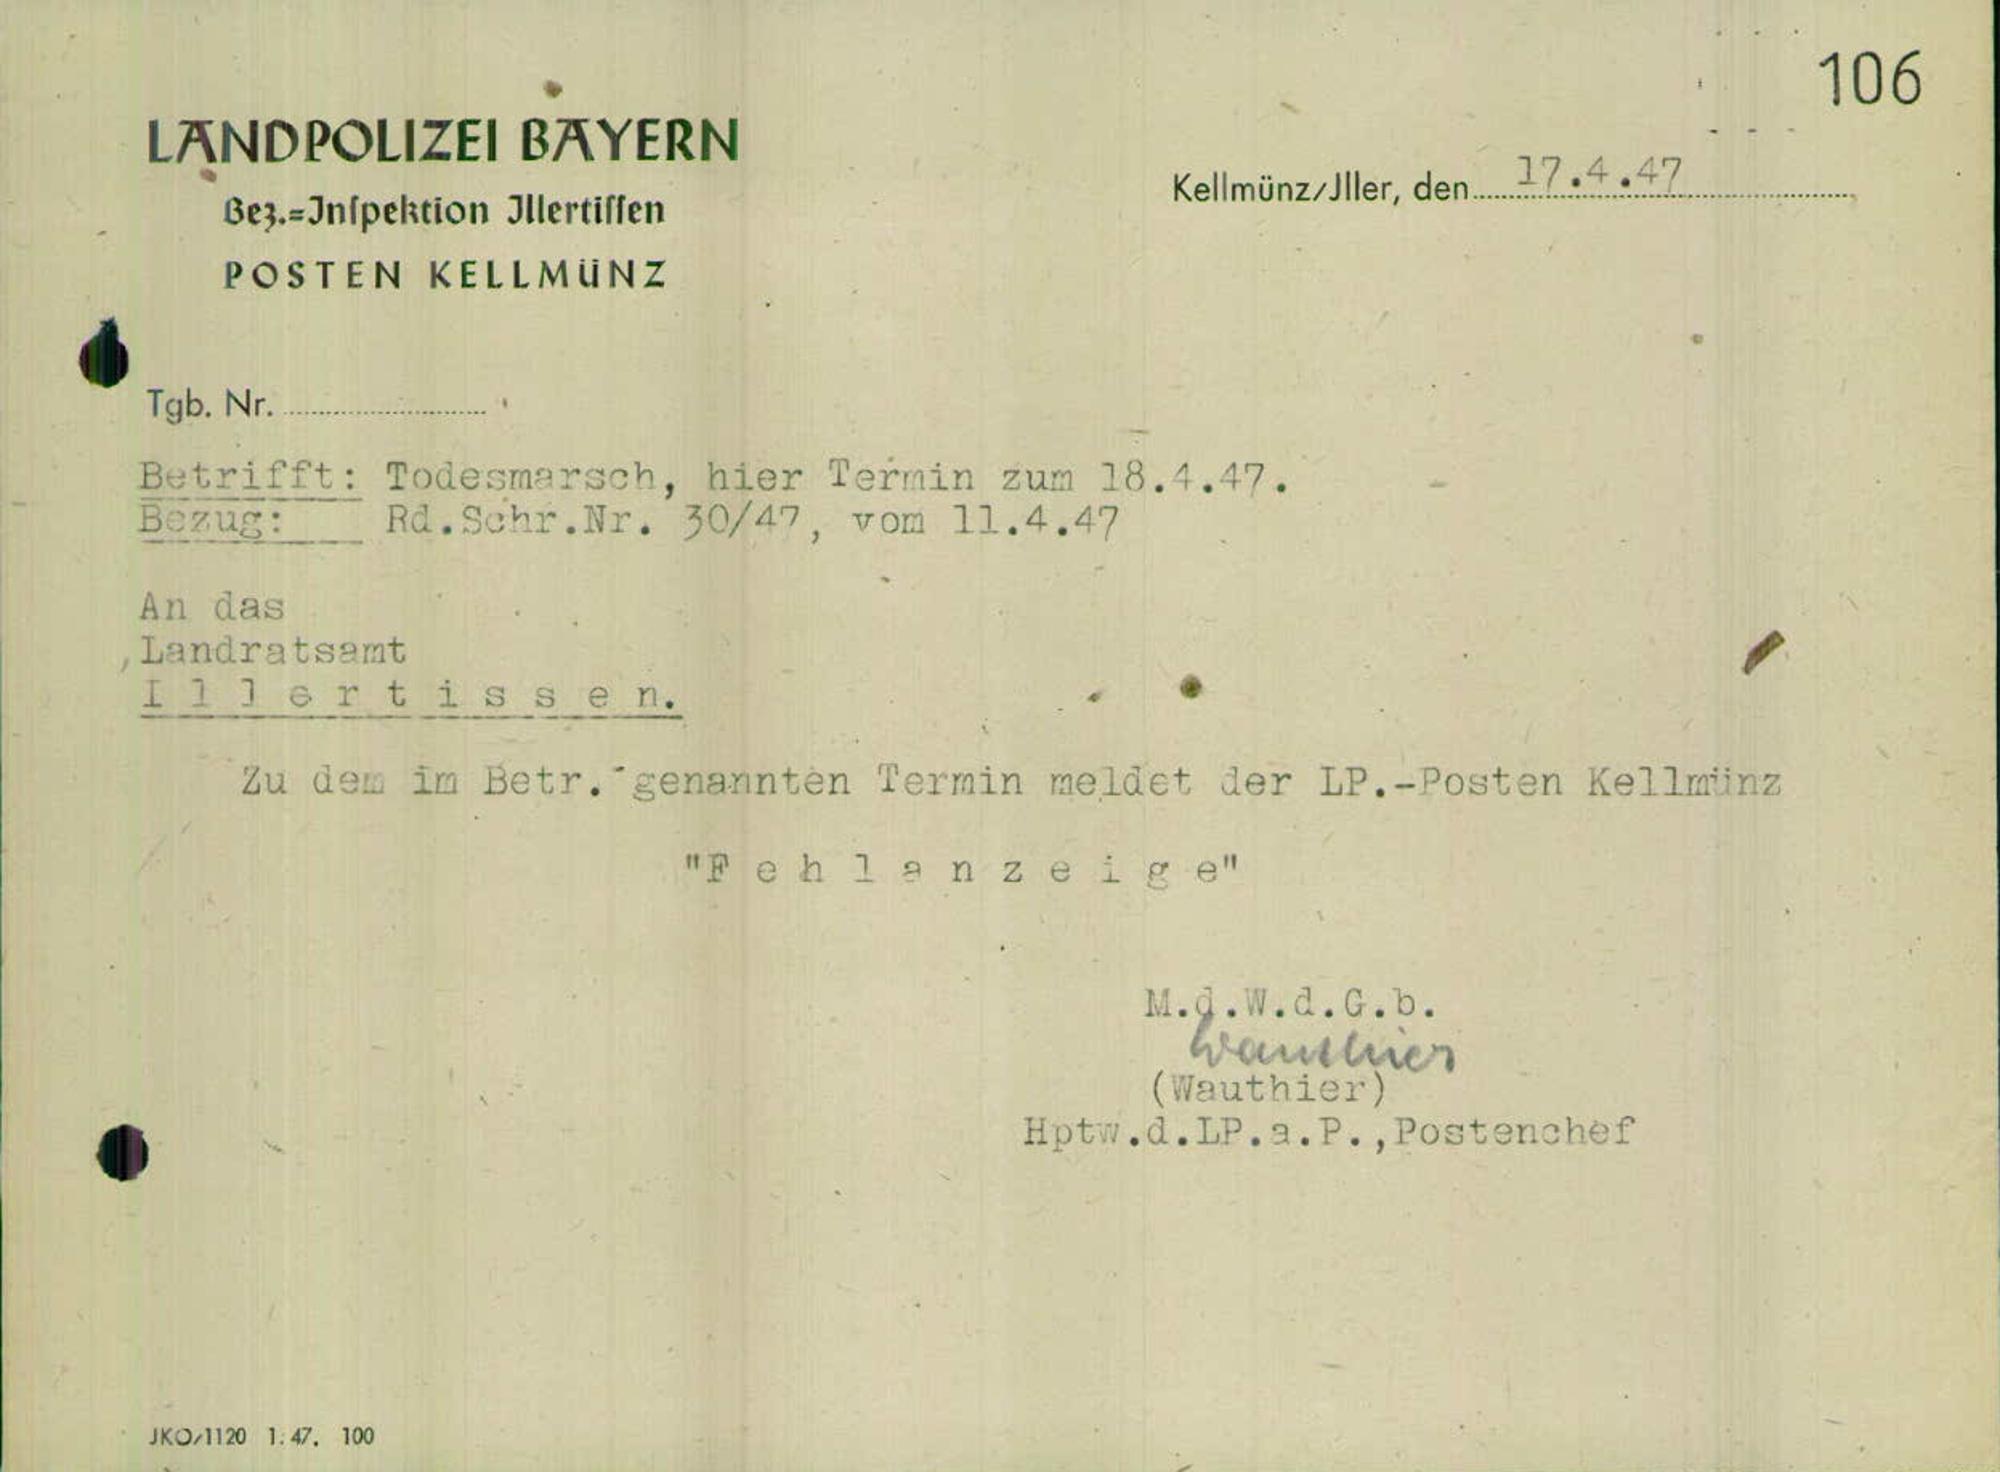 106
LANDPOLIZEI BAYERN
Bez.=Inspektion Illertissen
POSTEN KELLMÜNZ
Kellmünz/Jller, den 17.4.47
Tgb. Nr.
Betrifft: Todesmarsch, hier Termin zum 18.4.47.
Bezug: Rd.Schr.Nr. 30/47, vom 11.4.47
An das
Landratsamt
I l l e r t i s s e n.
Zu dem im Betr. genannten Termin meldet der LP.-Posten Kellmünz
"F e h l a n z e i g e"
M.d.W.d.G.b.
Wauthier
(Wauthier)
Hptw.d.LP.a.P.,Postenchef
JKO/1120 1. 47. 100